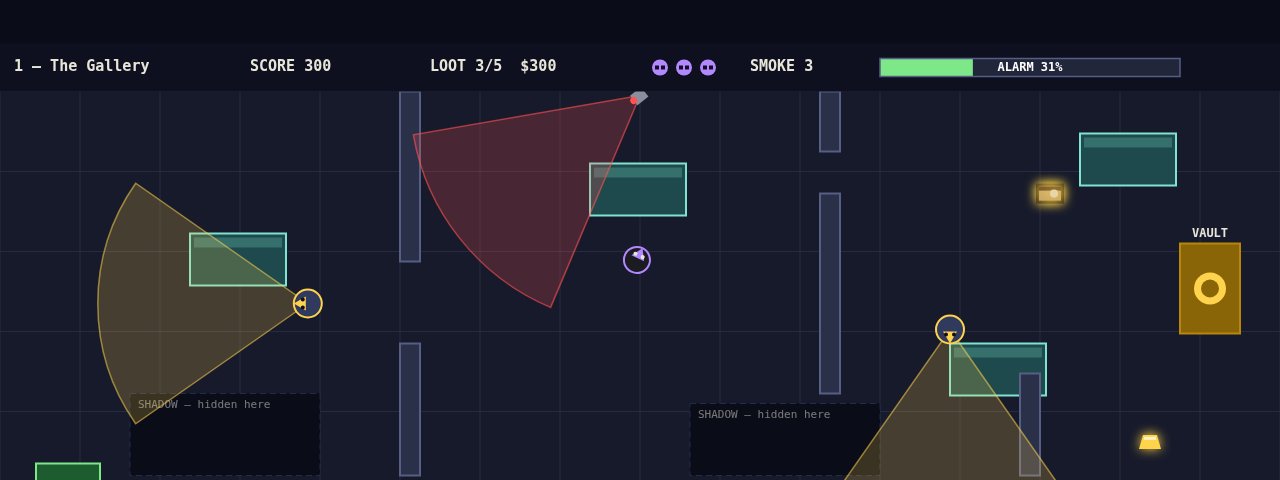 1 — The Gallery SCORE 300 LOOT 3/5 $300 SMOKE 3 ALARM 31%
VAULT
SHADOW — hidden here
SHADOW — hidden here